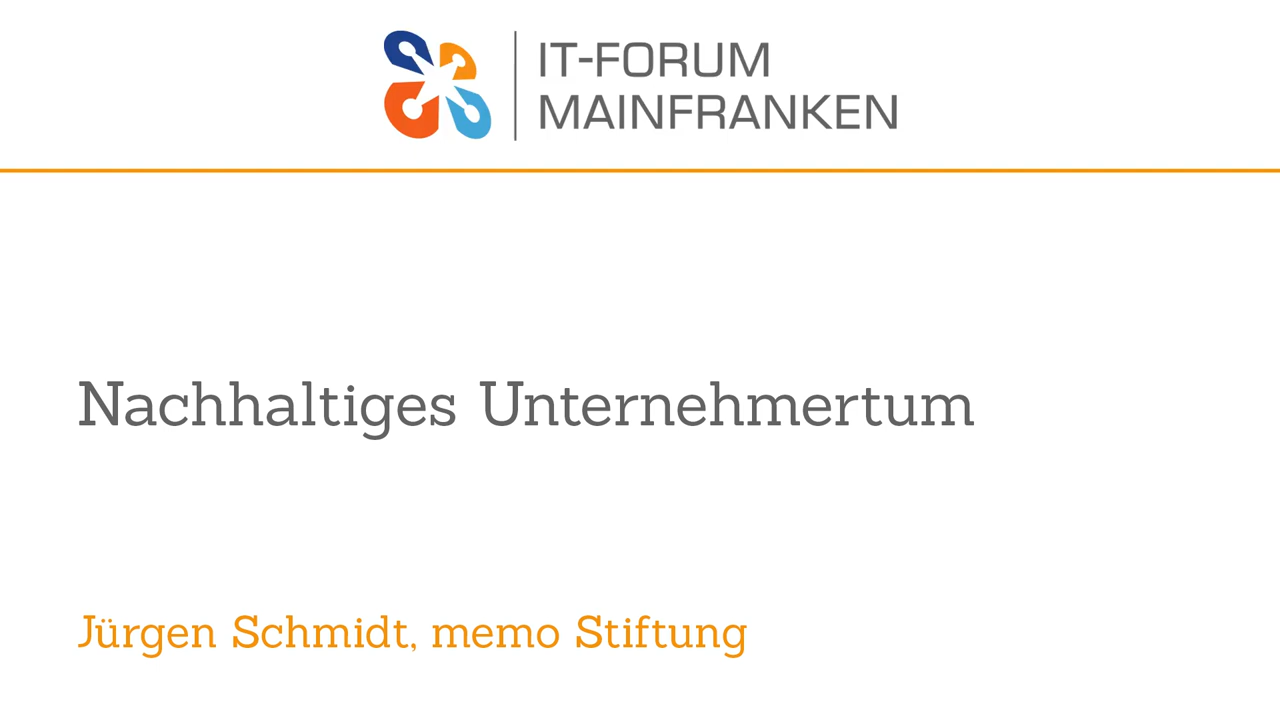 IT-FORUM
MAINFRANKEN
Nachhaltiges Unternehmertum
Jürgen Schmidt, memo Stiftung